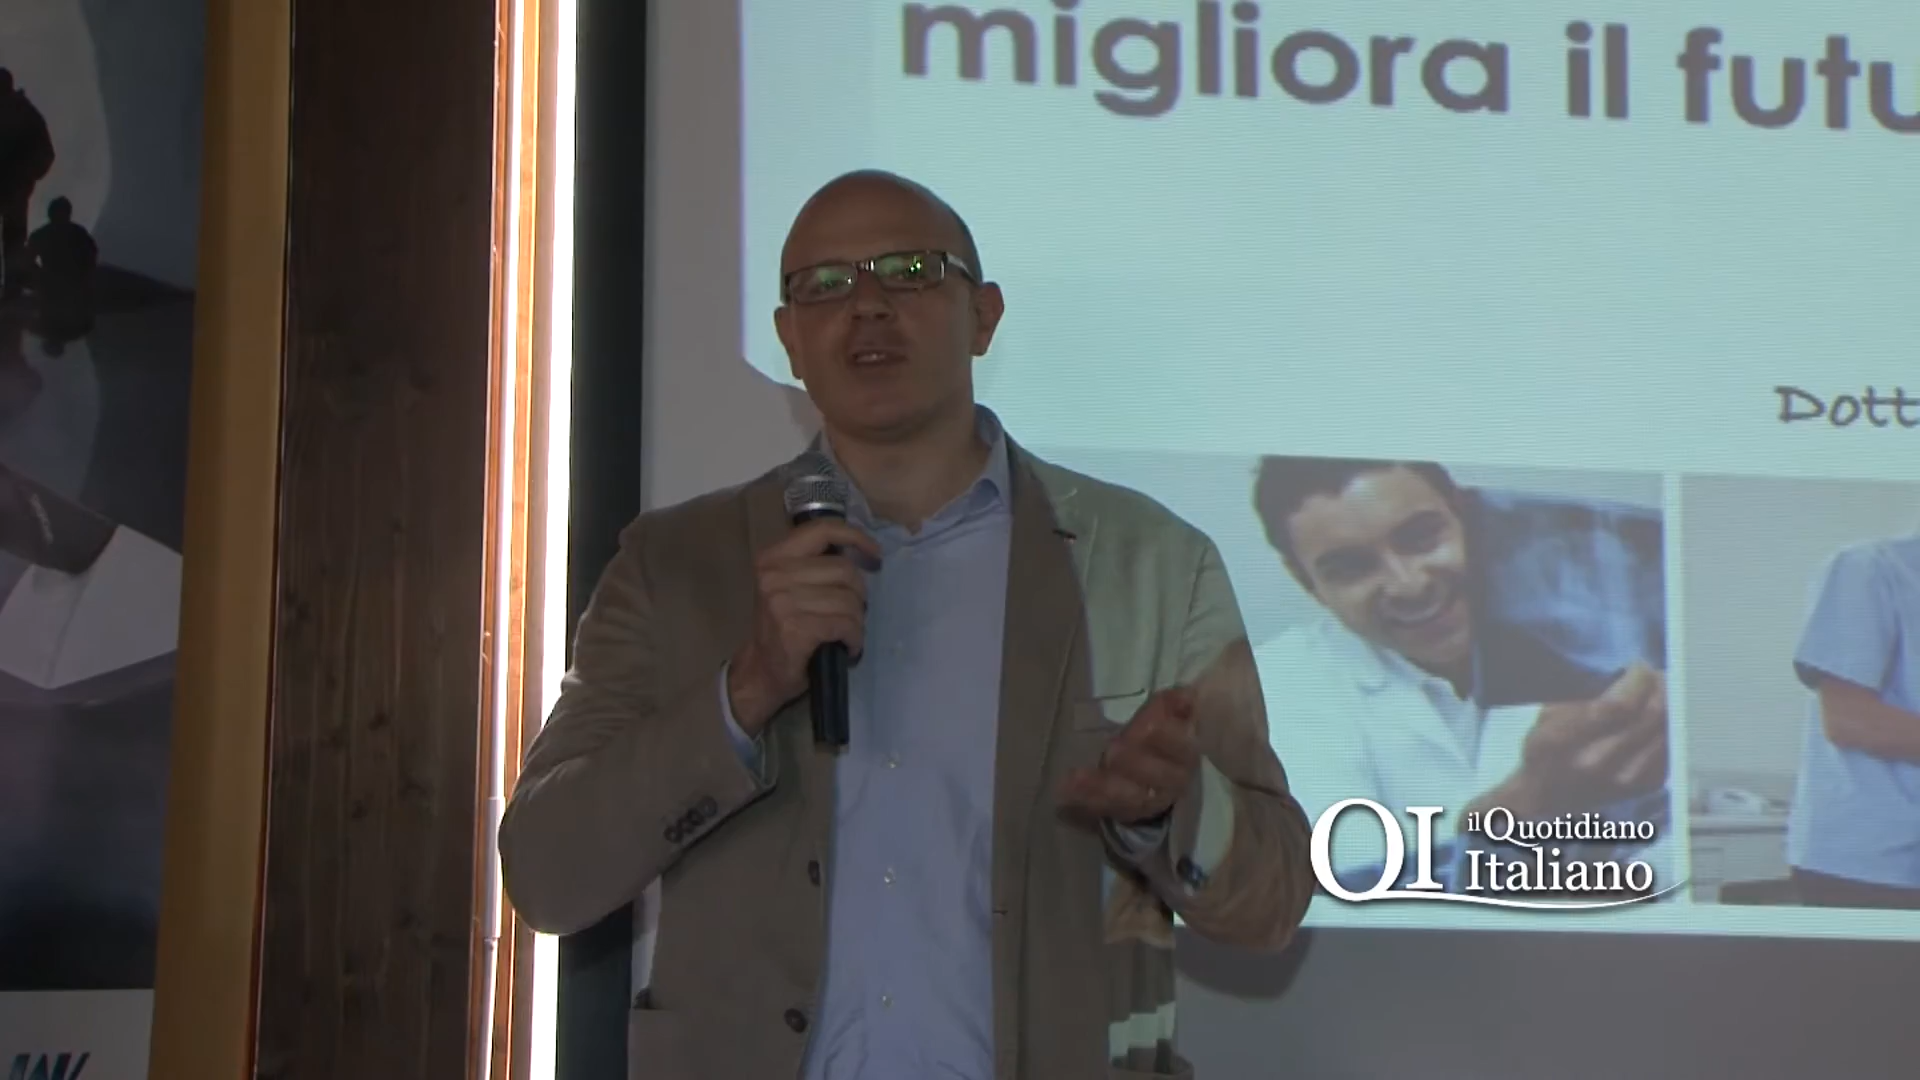 migliora il futu
Dott
QI il Quotidiano
Italiano